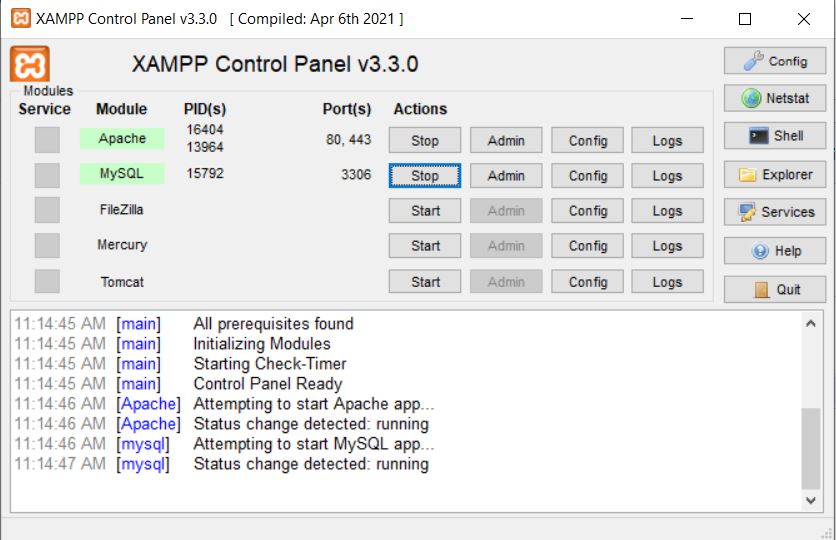 XAMPP Control Panel v3.3.0 [ Compiled: Apr 6th 2021 ]
XAMPP Control Panel v3.3.0
Config
Modules
Service Module PID(s) Port(s) Actions
Netstat
Apache 16404 13964 80, 443 Stop Admin Config Logs
Shell
MySQL 15792 3306 Stop Admin Config Logs
Explorer
FileZilla Start Admin Config Logs
Services
Mercury Start Admin Config Logs
Help
Tomcat Start Admin Config Logs
Quit
11:14:45 AM [main] All prerequisites found
11:14:45 AM [main] Initializing Modules
11:14:45 AM [main] Starting Check-Timer
11:14:45 AM [main] Control Panel Ready
11:14:46 AM [Apache] Attempting to start Apache app...
11:14:46 AM [Apache] Status change detected: running
11:14:46 AM [mysql] Attempting to start MySQL app...
11:14:47 AM [mysql] Status change detected: running